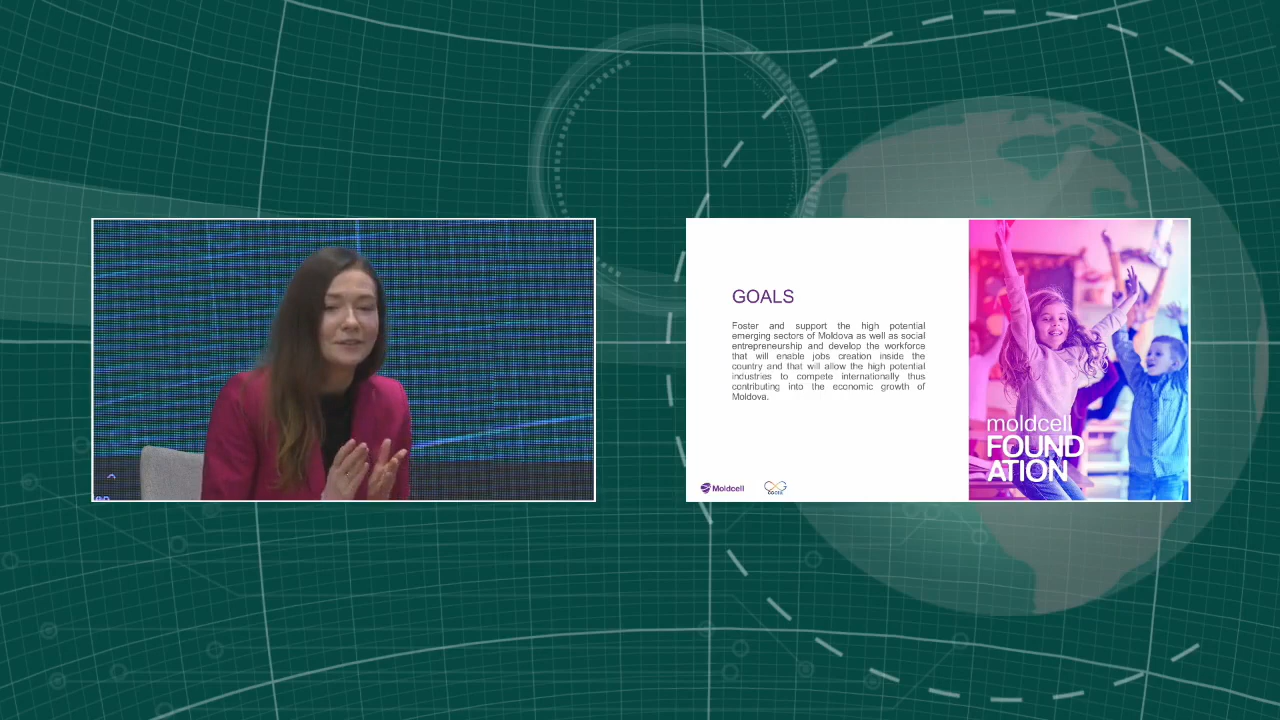 GOALS
Foster and support the high potential
emerging sectors of Moldova as well as social
entrepreneurship and develop the workforce
that will enable jobs creation inside the
country and that will allow the high potential
industries to compete internationally thus
contributing into the economic growth of
Moldova.
Moldcell
moldcell
FOUND
ATION